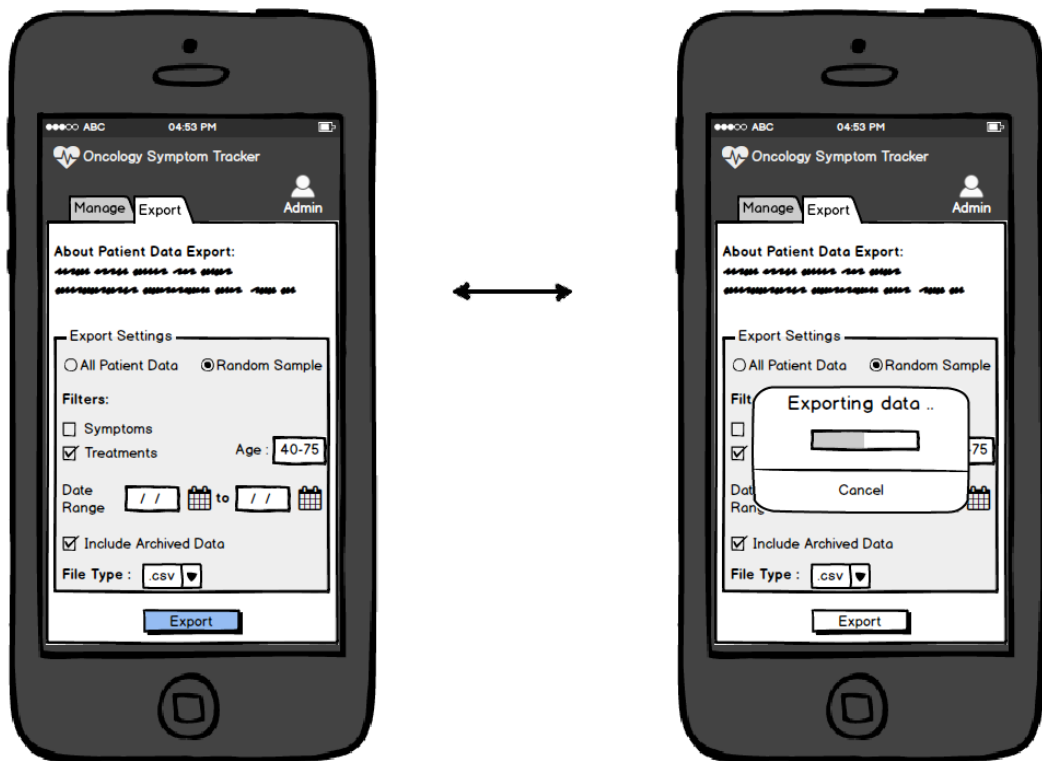 ABC 04:53 PM
Oncology Symptom Tracker
Admin
Manage Export
About Patient Data Export:
Export Settings
All Patient Data Random Sample
Filters:
Symptoms
Treatments Age : 40-75
Date Range / / to / /
Include Archived Data
File Type : .csv
Export
ABC 04:53 PM
Oncology Symptom Tracker
Admin
Manage Export
About Patient Data Export:
Export Settings
All Patient Data Random Sample
Filt
Exporting data ..
-75
Cancel
Include Archived Data
File Type : .csv
Export